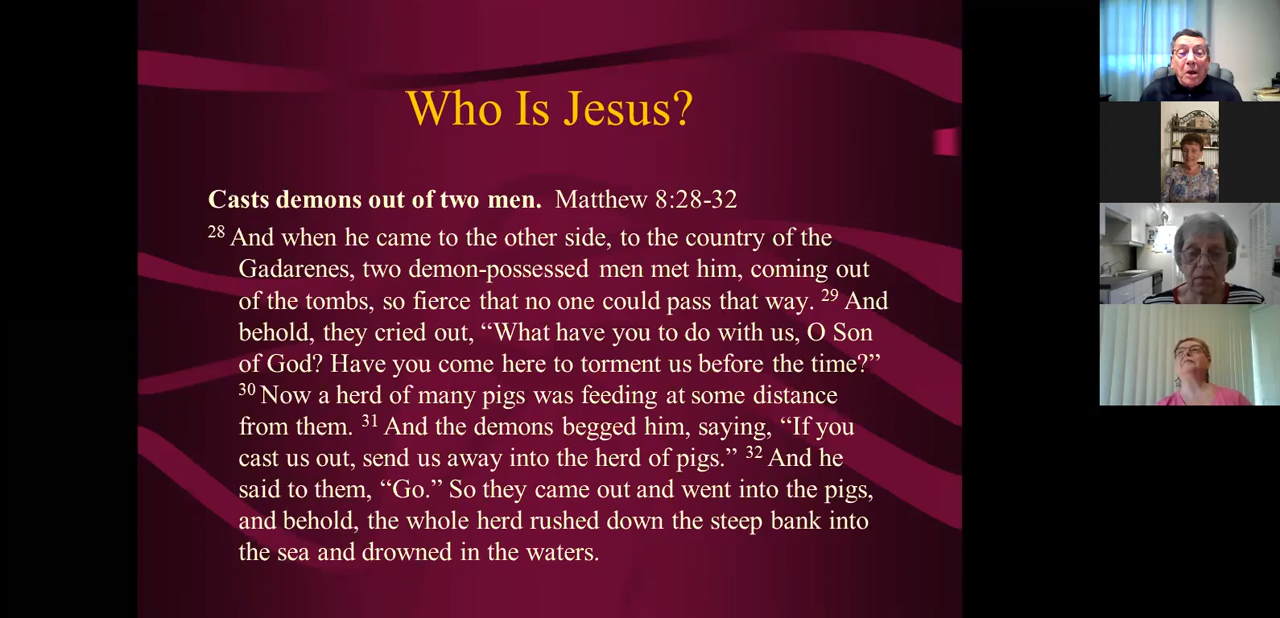 Who Is Jesus?
Casts demons out of two men.  Matthew 8:28-32
28 And when he came to the other side, to the country of the
Gadarenes, two demon-possessed men met him, coming out
of the tombs, so fierce that no one could pass that way. 29 And
behold, they cried out, “What have you to do with us, O Son
of God? Have you come here to torment us before the time?”
30 Now a herd of many pigs was feeding at some distance
from them. 31 And the demons begged him, saying, “If you
cast us out, send us away into the herd of pigs.” 32 And he
said to them, “Go.” So they came out and went into the pigs,
and behold, the whole herd rushed down the steep bank into
the sea and drowned in the waters.